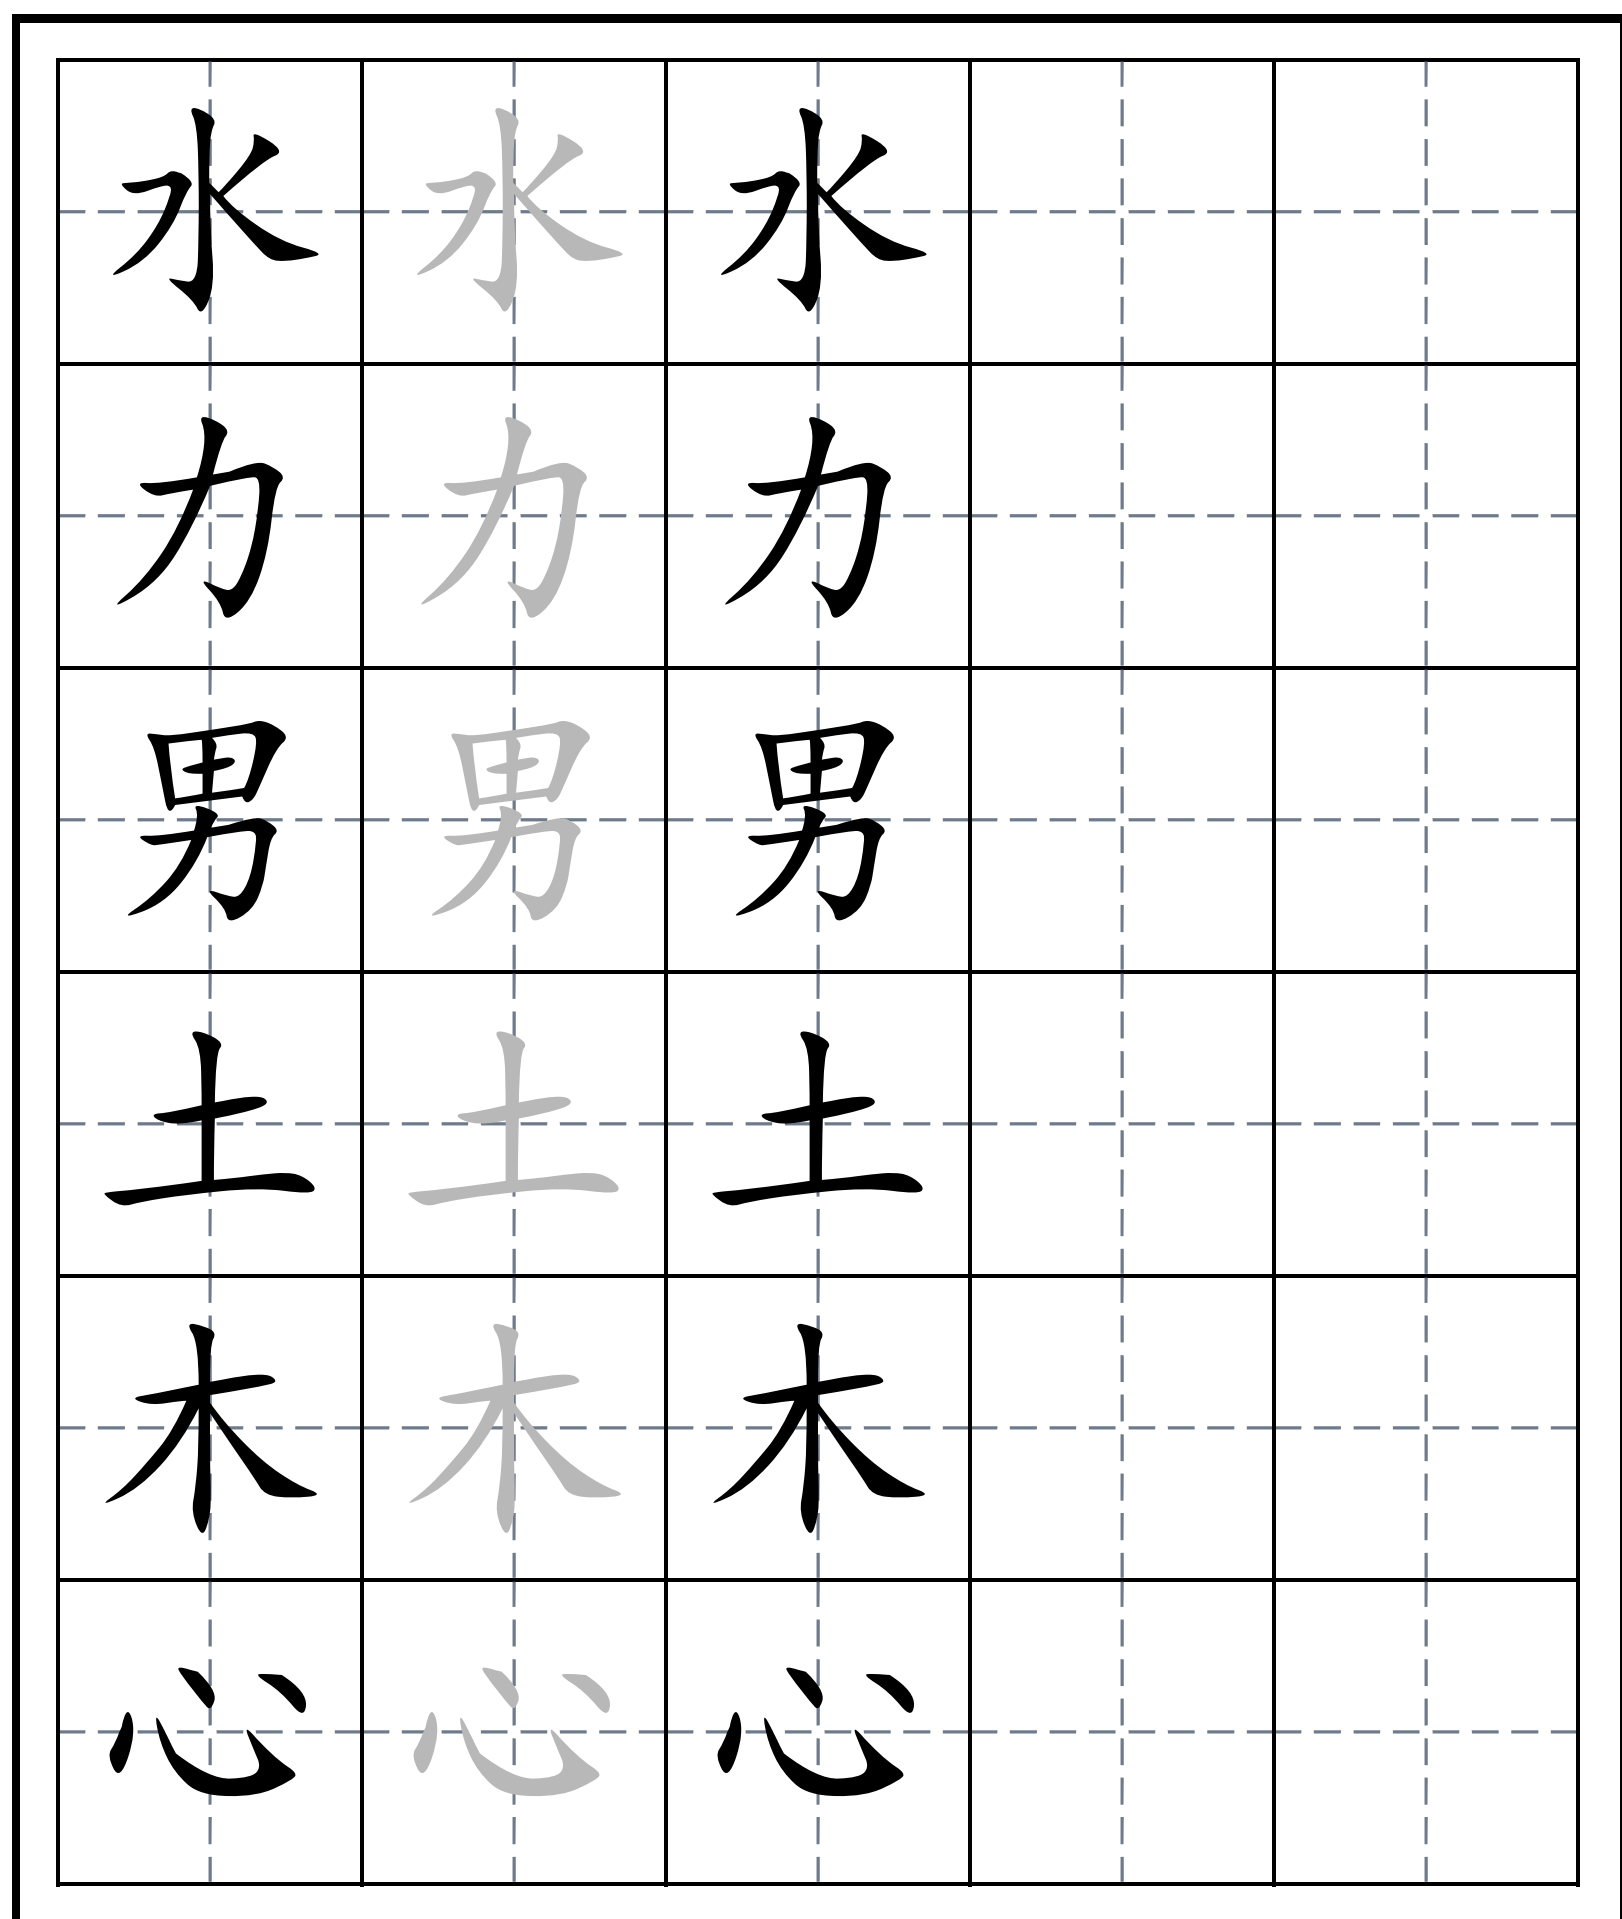 水 水 水
力 力 力
男 男 男
土 土 土
木 木 木
心 心 心